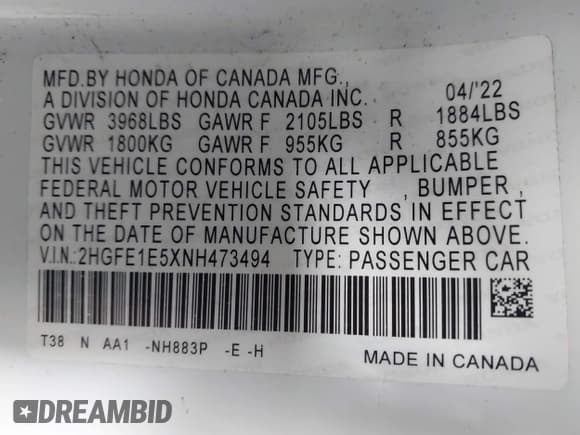 MFD.BY HONDA OF CANADA MFG.,
A DIVISION OF HONDA CANADA INC. 04/'22
GVWR 3968LBS GAWR F 2105LBS R 1884LBS
GVWR 1800KG GAWR F 955KG R 855KG
THIS VEHICLE CONFORMS TO ALL APPLICABLE
FEDERAL MOTOR VEHICLE SAFETY , BUMPER ,
AND THEFT PREVENTION STANDARDS IN EFFECT
ON THE DATE OF MANUFACTURE SHOWN ABOVE.
V.I.N.:2HGFE1E5XNH473494 TYPE: PASSENGER CAR
T38 N AA1 -NH883P -E -H
MADE IN CANADA
DREAMBID